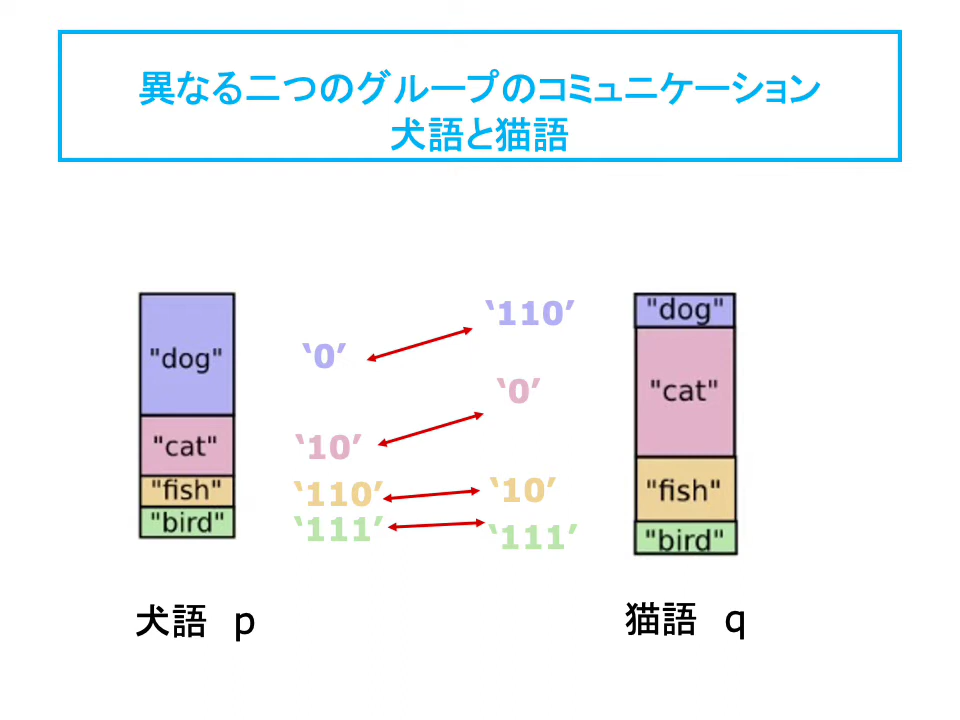 異なる二つのグループのコミュニケーション
犬語と猫語
"dog"
"cat"
"fish"
"bird"
‘0’
‘10’
‘110’
‘111’
‘110’
‘0’
‘10’
‘111’
"dog"
"cat"
"fish"
"bird"
犬語 p
猫語 q